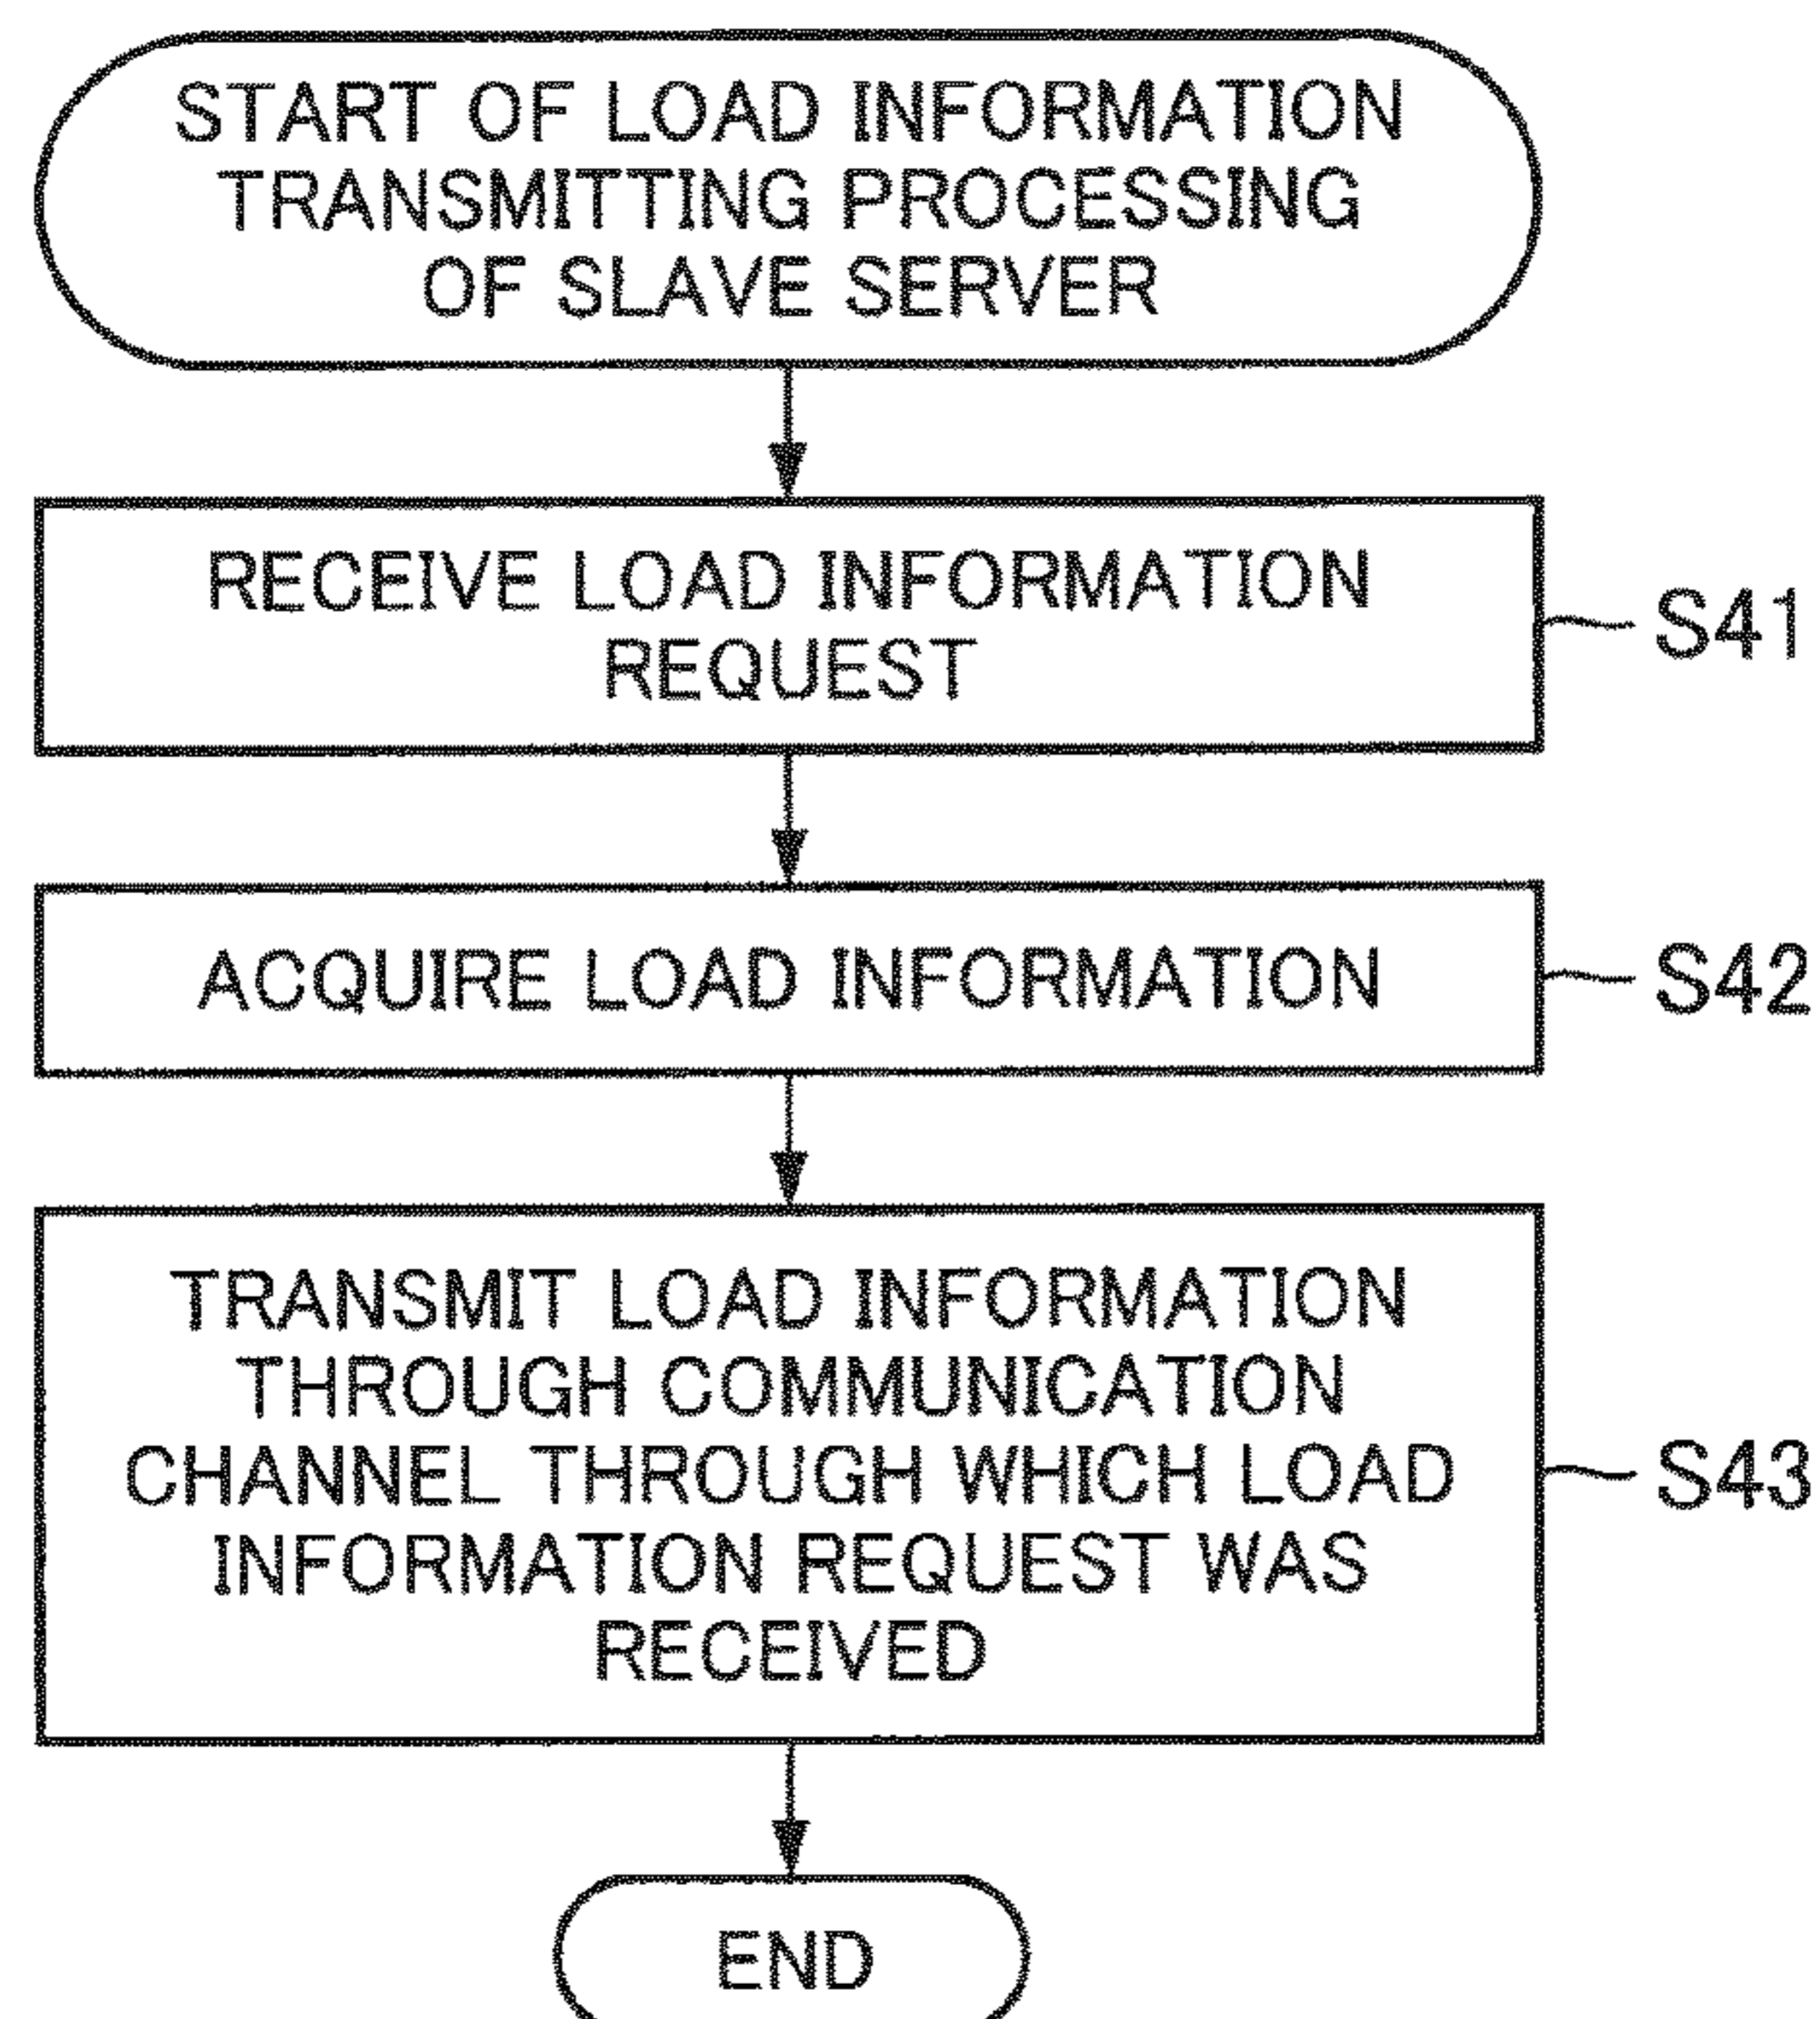 START OF LOAD INFORMATION
TRANSMITTING PROCESSING
OF SLAVE SERVER
RECEIVE LOAD INFORMATION
REQUEST
S41
ACQUIRE LOAD INFORMATION
S42
TRANSMIT LOAD INFORMATION
THROUGH COMMUNICATION
CHANNEL THROUGH WHICH LOAD
INFORMATION REQUEST WAS
RECEIVED
S43
END